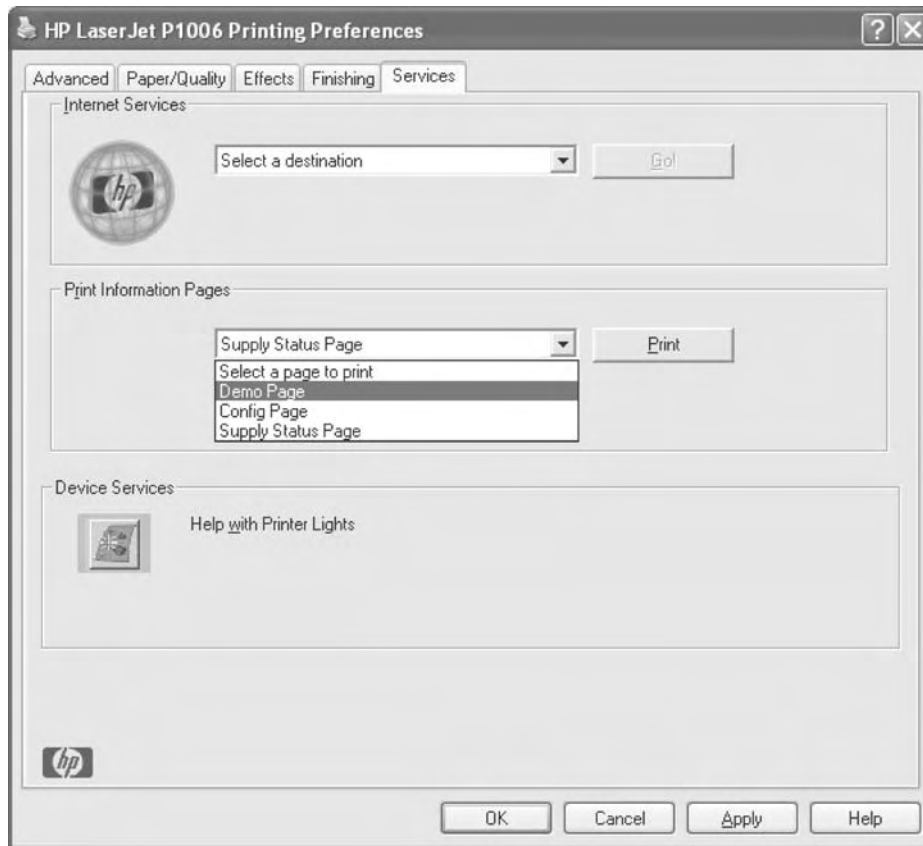 HP LaserJet P1006 Printing Preferences
Advanced Paper/Quality Effects Finishing Services
Internet Services
hp
Select a destination Go!
Print Information Pages
Supply Status Page Print
Select a page to print
Demo Page
Config Page
Supply Status Page
Device Services
Help with Printer Lights
hp
OK Cancel Apply Help